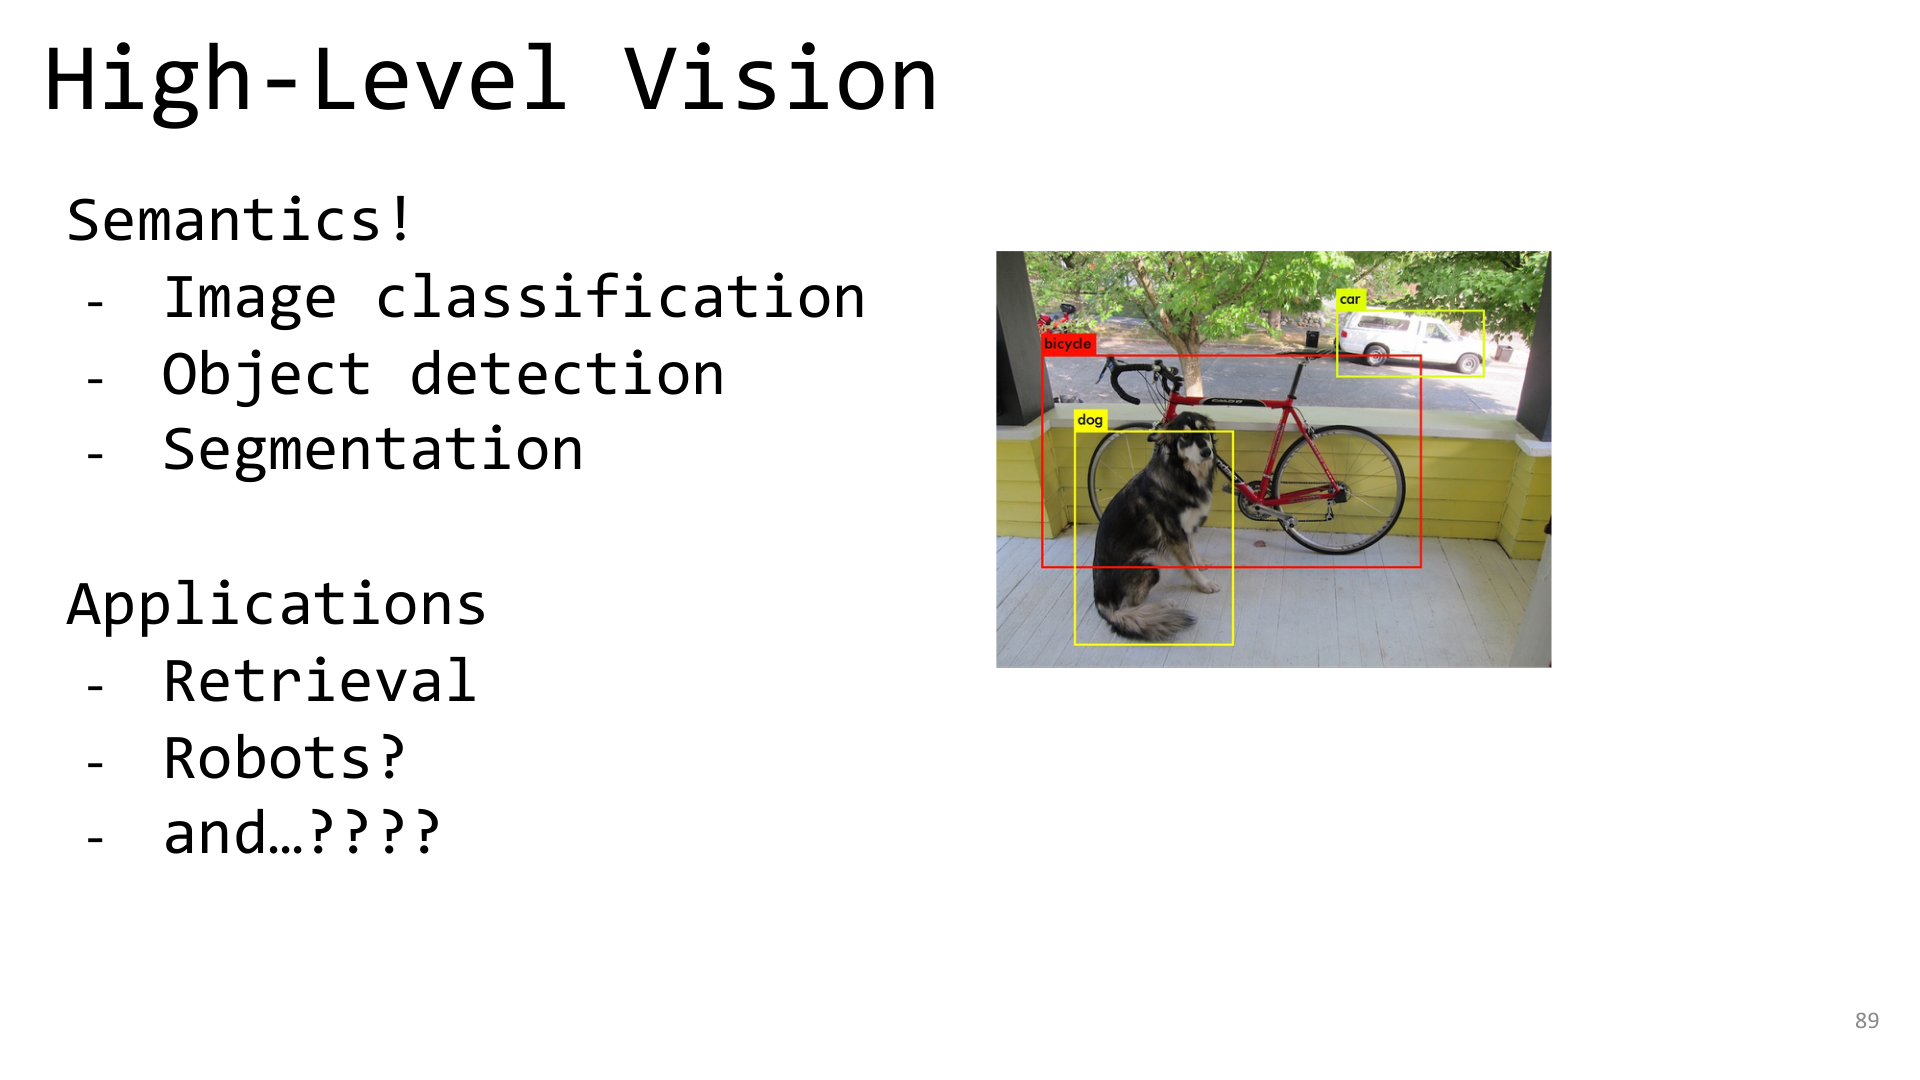 High-Level Vision
Semantics!
- Image classification
- Object detection
- Segmentation
Applications
- Retrieval
- Robots?
- and…????
car
bicycle
dog
89